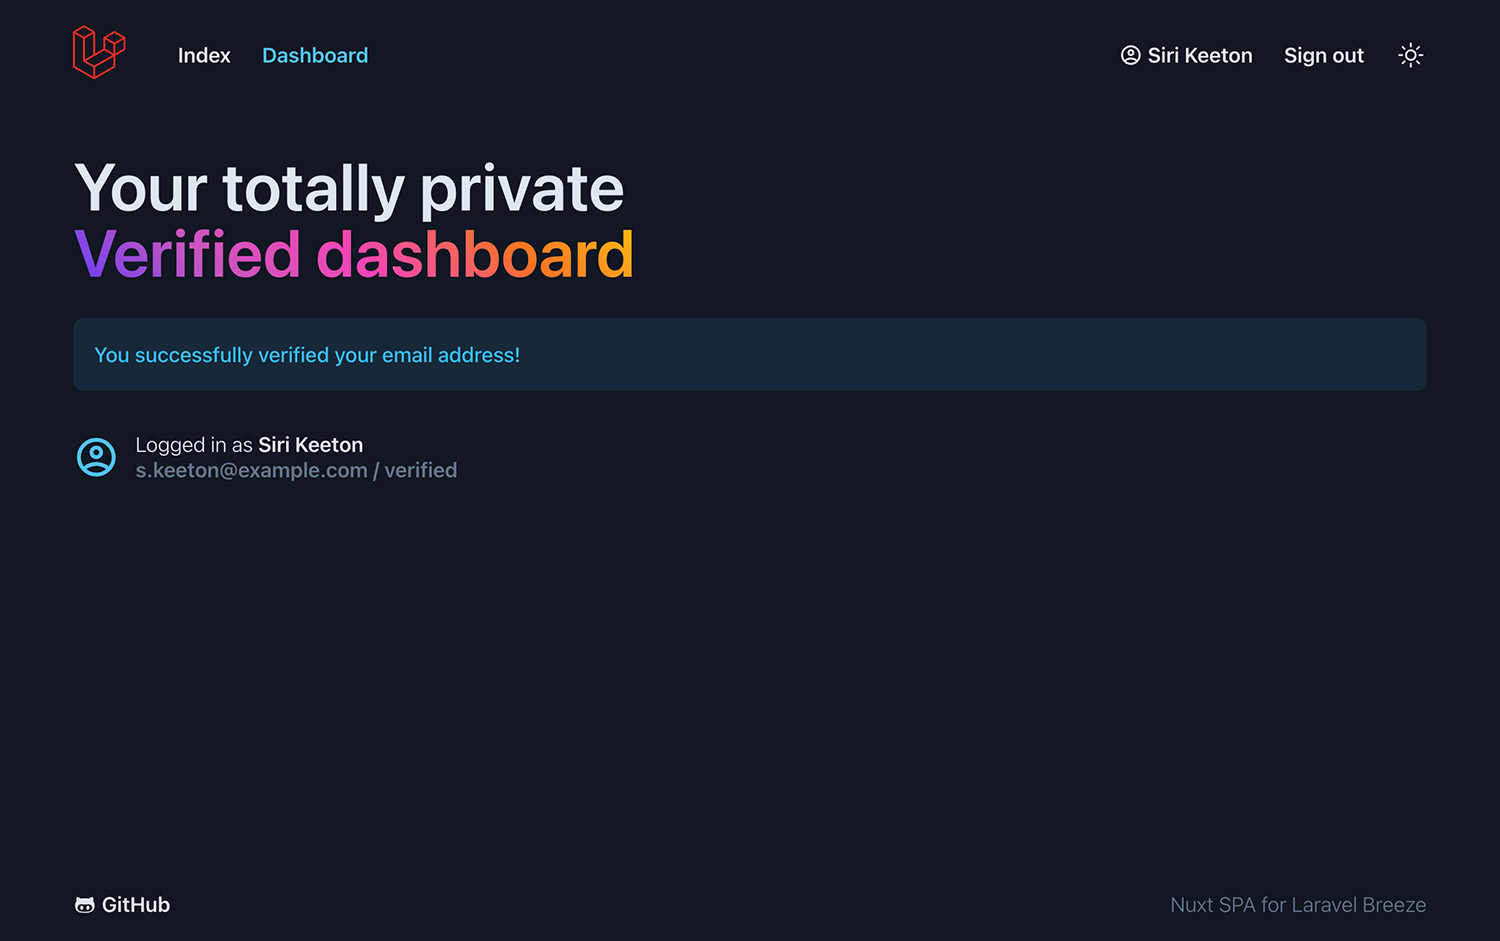 Index Dashboard Siri Keeton Sign out
Your totally private
Verified dashboard
You successfully verified your email address!
Logged in as Siri Keeton
s.keeton@example.com / verified
GitHub Nuxt SPA for Laravel Breeze